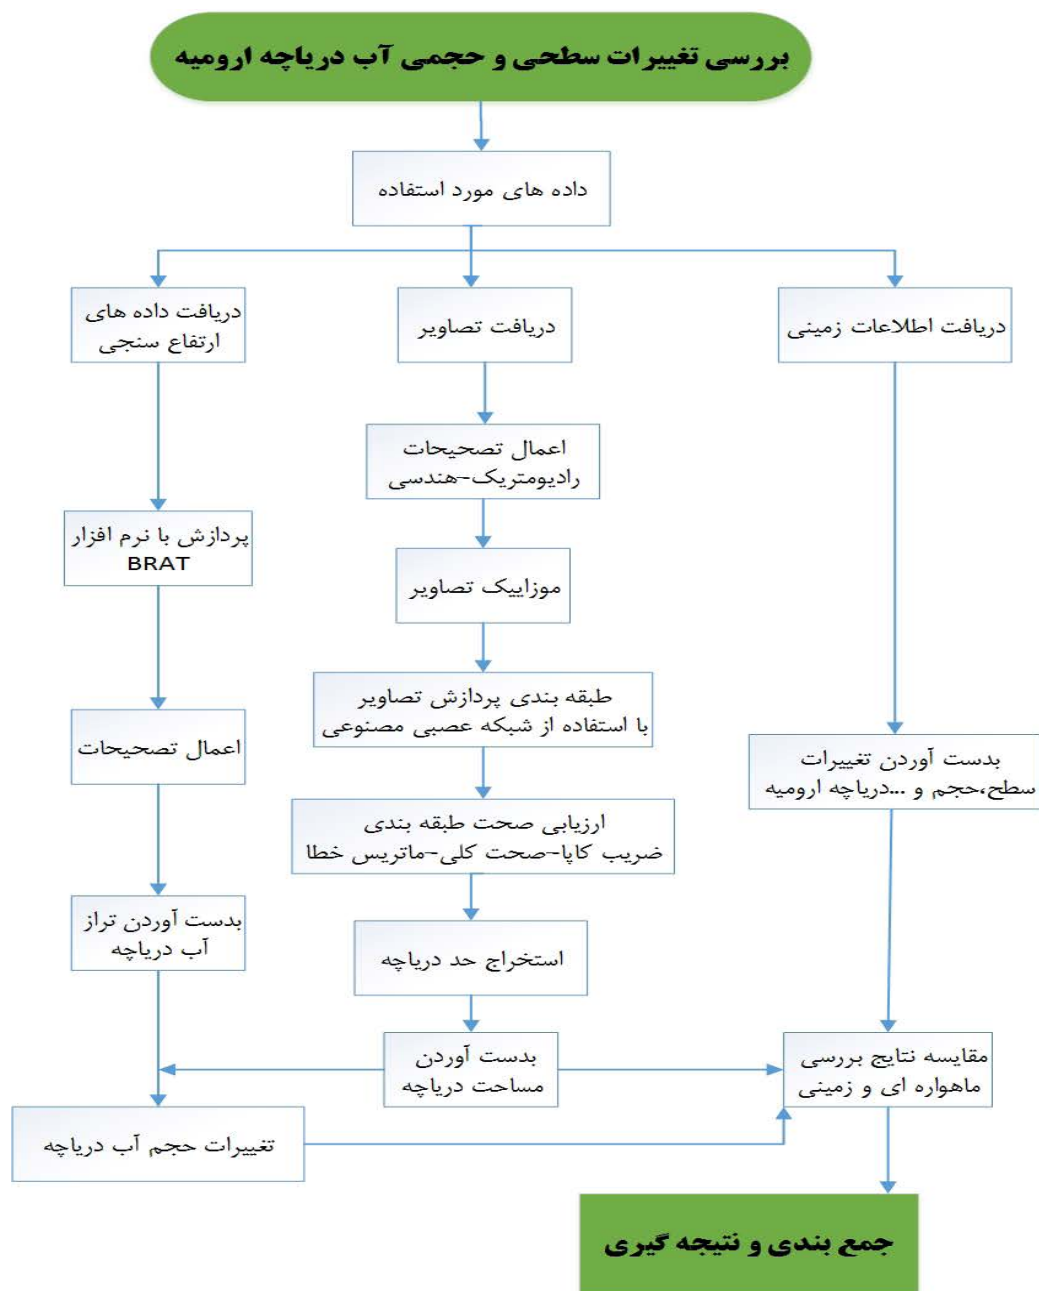 بررسی تغییرات سطحی و حجمی آب دریاچه ارومیه
داده های مورد استفاده
دریافت اطلاعات زمینی
دریافت تصاویر
دریافت داده های
ارتفاع سنجی
اعمال تصحیحات
رادیومتریک-هندسی
پردازش با نرم افزار
BRAT
موزاییک تصاویر
طبقه بندی پردازش تصاویر
با استفاده از شبکه عصبی مصنوعی
اعمال تصحیحات
بدست آوردن تغییرات
سطح،حجم و ...دریاچه ارومیه
ارزیابی صحت طبقه بندی
ضریب کاپا-صحت کلی-ماتریس خطا
بدست آوردن تراز
آب دریاچه
استخراج حد دریاچه
مقایسه نتایج بررسی
ماهواره ای و زمینی
بدست آوردن
مساحت دریاچه
تغییرات حجم آب دریاچه
جمع بندی و نتیجه گیری